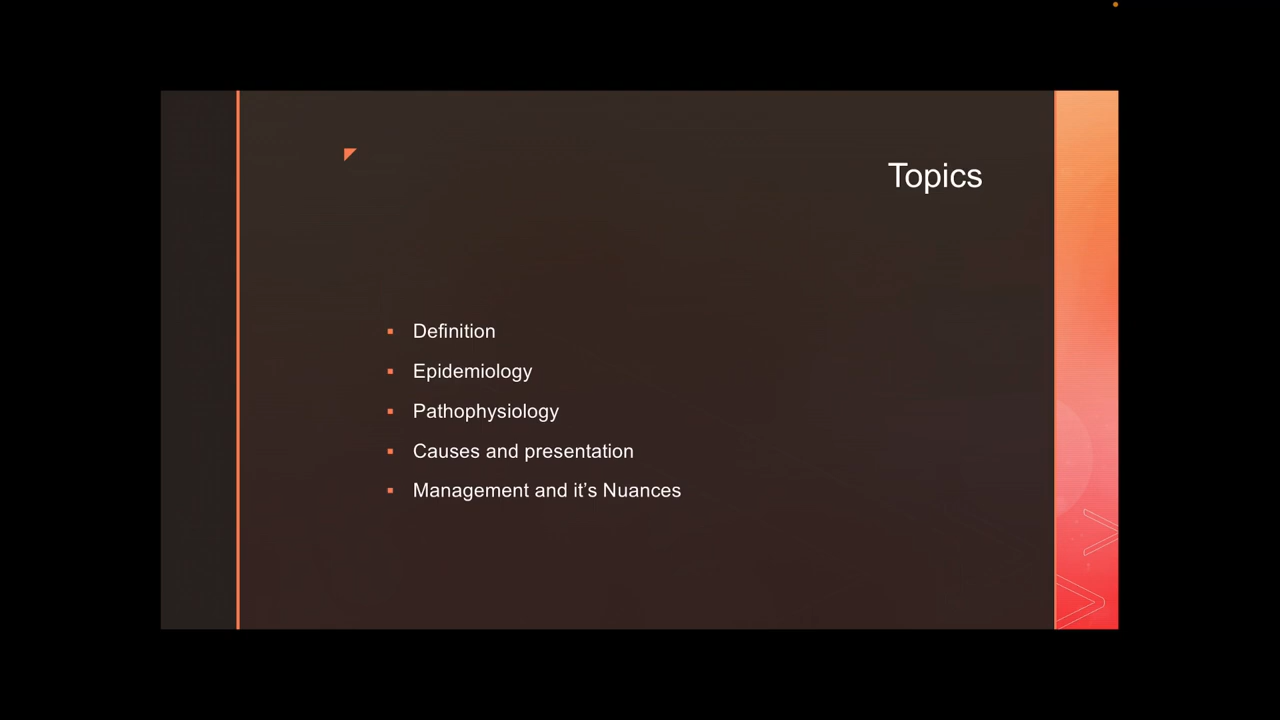 Topics
Definition
Epidemiology
Pathophysiology
Causes and presentation
Management and it’s Nuances